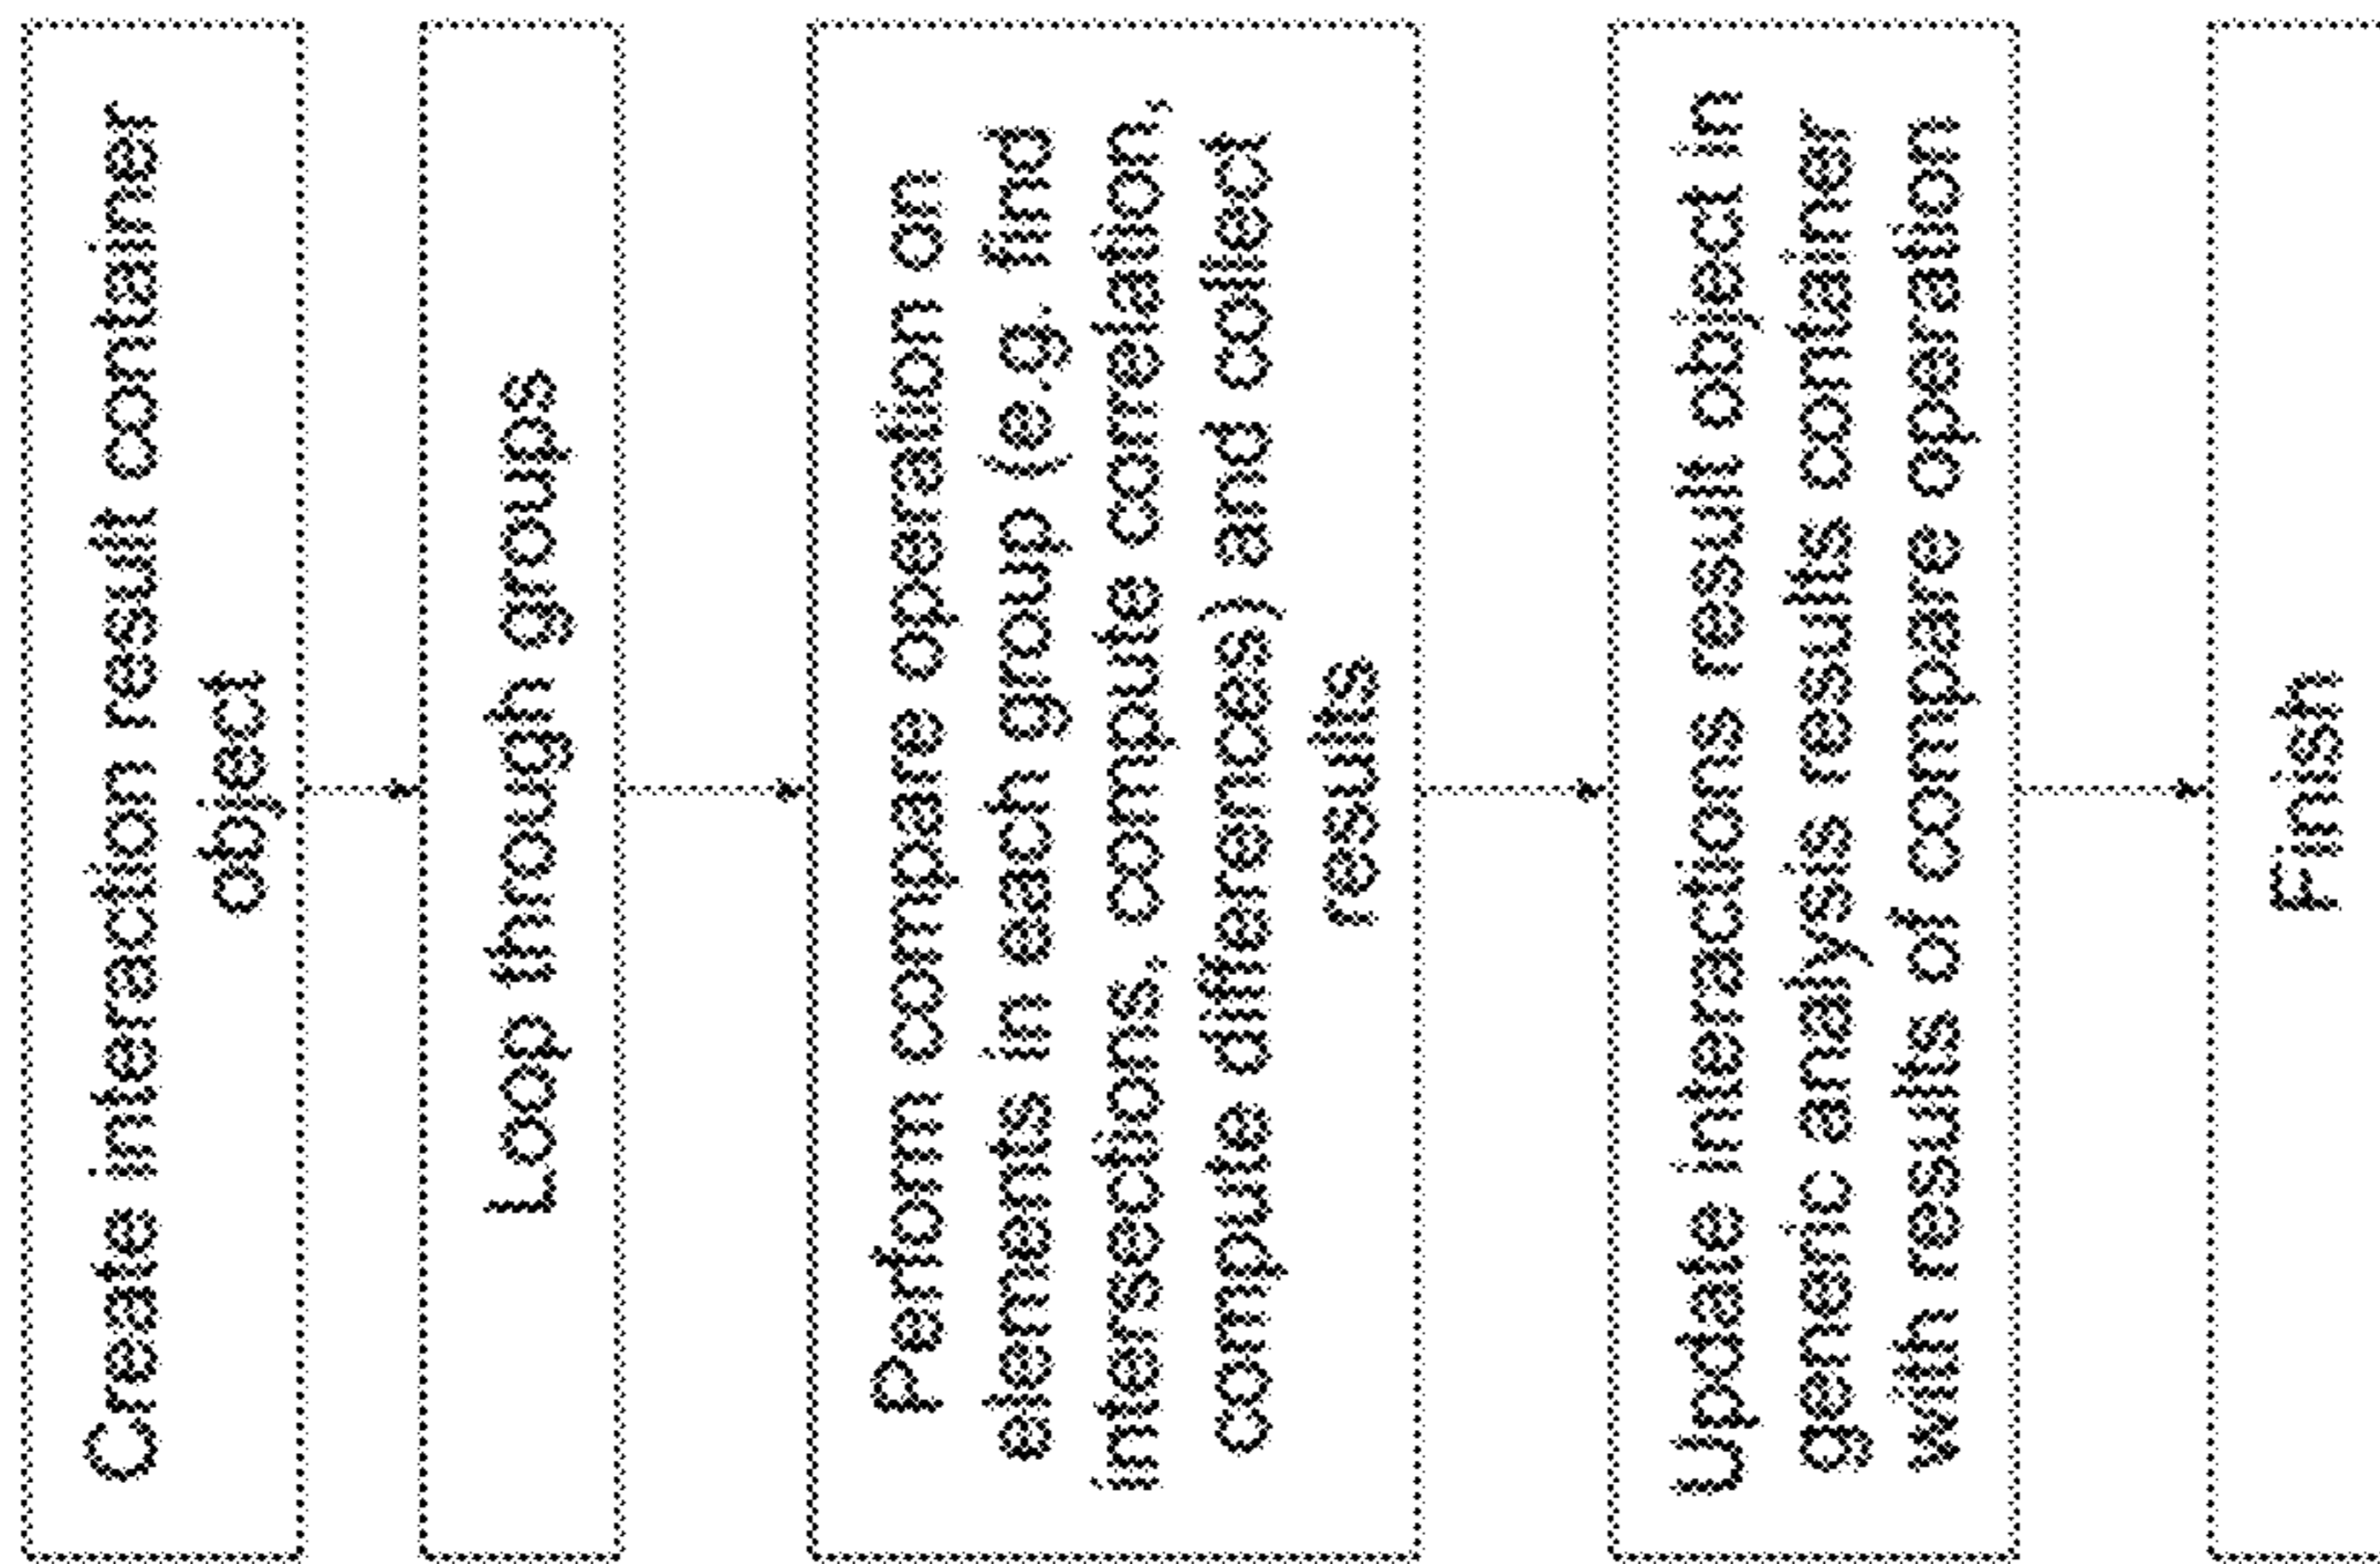 Create interaction result container
object
Loop through groups
Perform compare operation on
elements in each group (e.g. find
intersections, compute correlation,
compute differences) and collect
results
Update interactions result object in
generic analysis results container
with results of compare operation
Finish